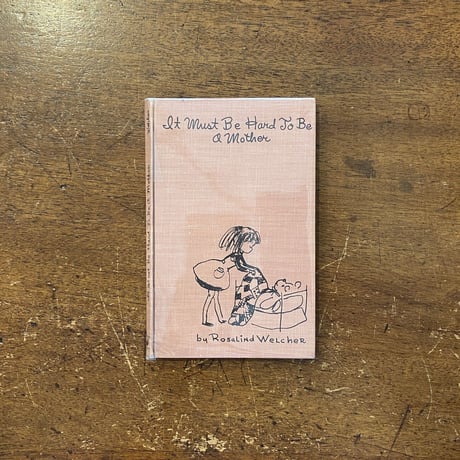 It Must Be Hard To Be
A Mother
by Rosalind Welcher